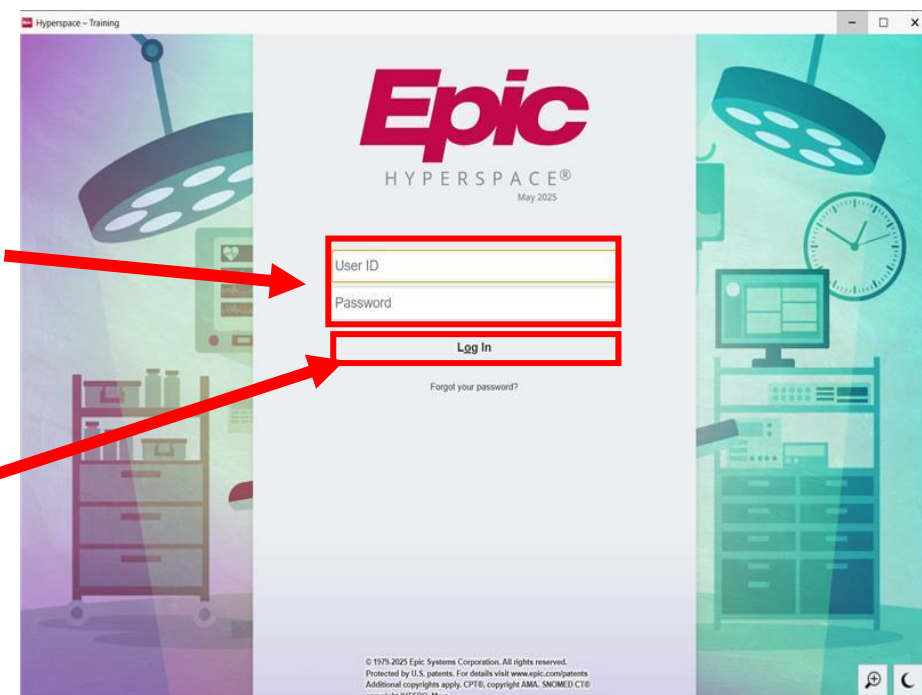 Hyperspace – Training
Epic
HYPERSPACE®
May 2025
User ID
Password
Log In
Forgot your password?
© 1979-2025 Epic Systems Corporation. All rights reserved.
Protected by U.S. patents. For details visit www.epic.com/patents
Additional copyrights apply. CPT®, copyright AMA. SNOMED CT®